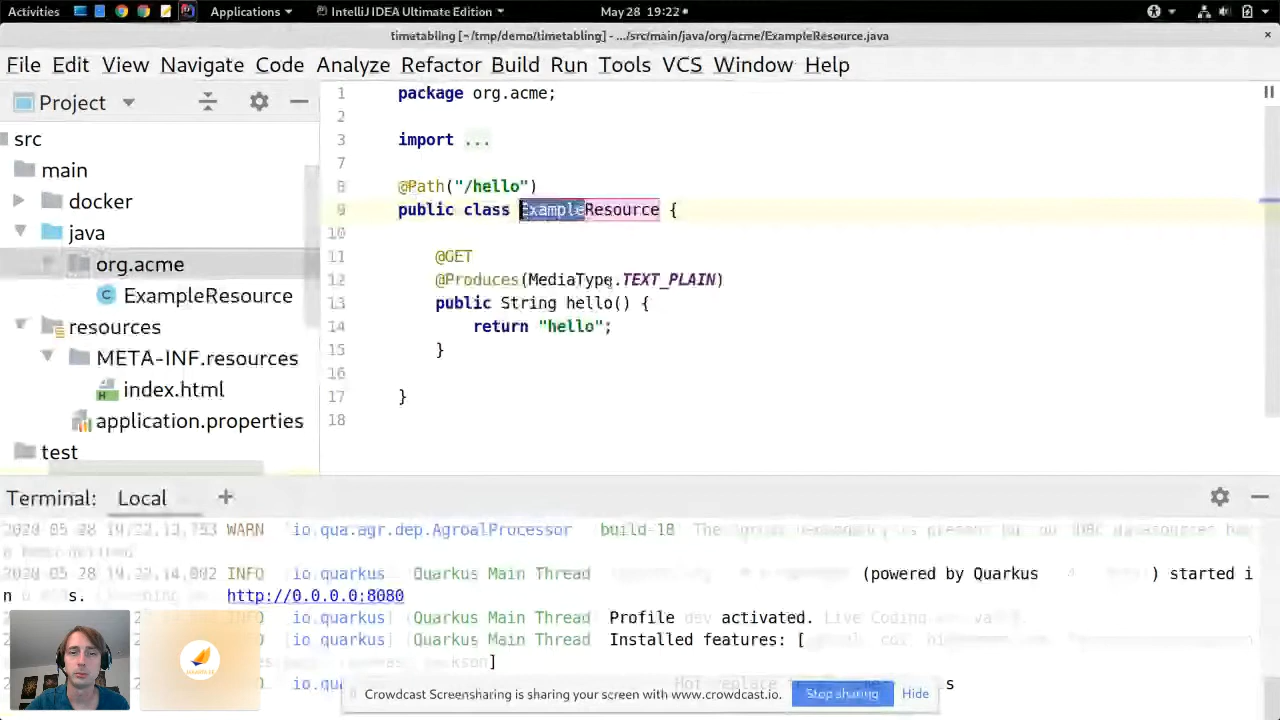 Activities
Applications
IntelliJ IDEA Ultimate Edition
May 28 19:22
timetabling [~/tmp/demo/timetabling] - .../src/main/java/org/acme/ExampleResource.java
File Edit View Navigate Code Analyze Refactor Build Run Tools VCS Window Help
Project
src
main
docker
java
org.acme
ExampleResource
resources
META-INF.resources
index.html
application.properties
test
1 package org.acme;
2
3 import ...
7
8 @Path("/hello")
9 public class ExampleResource {
10
11 @GET
12 @Produces(MediaType.TEXT_PLAIN)
13 public String hello() {
14 return "hello";
15 }
16
17 }
18
Terminal: Local +
WARN io.qua.agr.dep.AgroalProcessor build-18
INFO io.quarkus Quarkus Main Thread (powered by Quarkus ) started i
n s. http://0.0.0.0:8080
io.quarkus Quarkus Main Thread Profile dev activated. Live Coding activated.
io.quarkus Quarkus Main Thread Installed features: [
jackson]
io.qua Hot replace s
Crowdcast Screensharing is sharing your screen with www.crowdcast.io.
Stop sharing
Hide